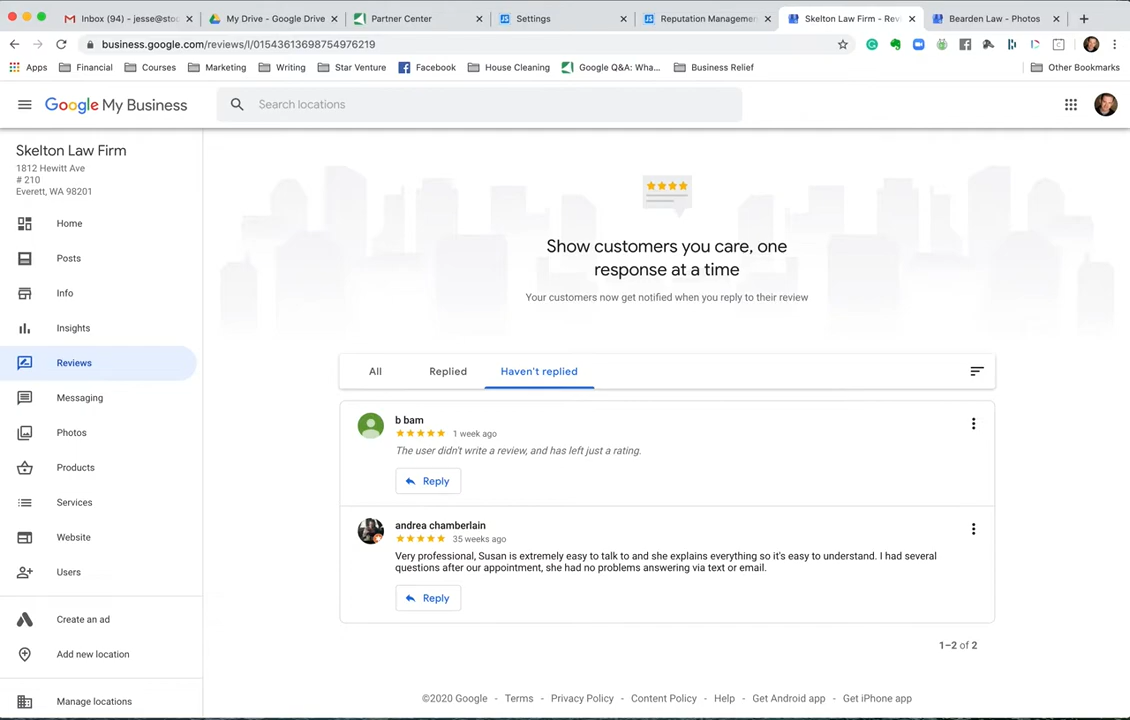 Inbox (94) - jesse@stoc
My Drive - Google Drive
Partner Center
Settings
Reputation Managemen
Skelton Law Firm - Rev
Bearden Law - Photos
business.google.com/reviews/l/01543613698754976219
Apps
Financial
Courses
Marketing
Writing
Star Venture
Facebook
House Cleaning
Google Q&A: Wha...
Business Relief
Other Bookmarks
Google My Business
Search locations
Skelton Law Firm
1812 Hewitt Ave
# 210
Everett, WA 98201
Home
Posts
Info
Insights
Reviews
Messaging
Photos
Products
Services
Website
Users
Create an ad
Add new location
Manage locations
Show customers you care, one
response at a time
Your customers now get notified when you reply to their review
All
Replied
Haven't replied
b bam
1 week ago
The user didn't write a review, and has left just a rating.
Reply
andrea chamberlain
35 weeks ago
Very professional, Susan is extremely easy to talk to and she explains everything so it's easy to understand. I had several
questions after our appointment, she had no problems answering via text or email.
Reply
1–2 of 2
©2020 Google - Terms - Privacy Policy - Content Policy - Help - Get Android app - Get iPhone app